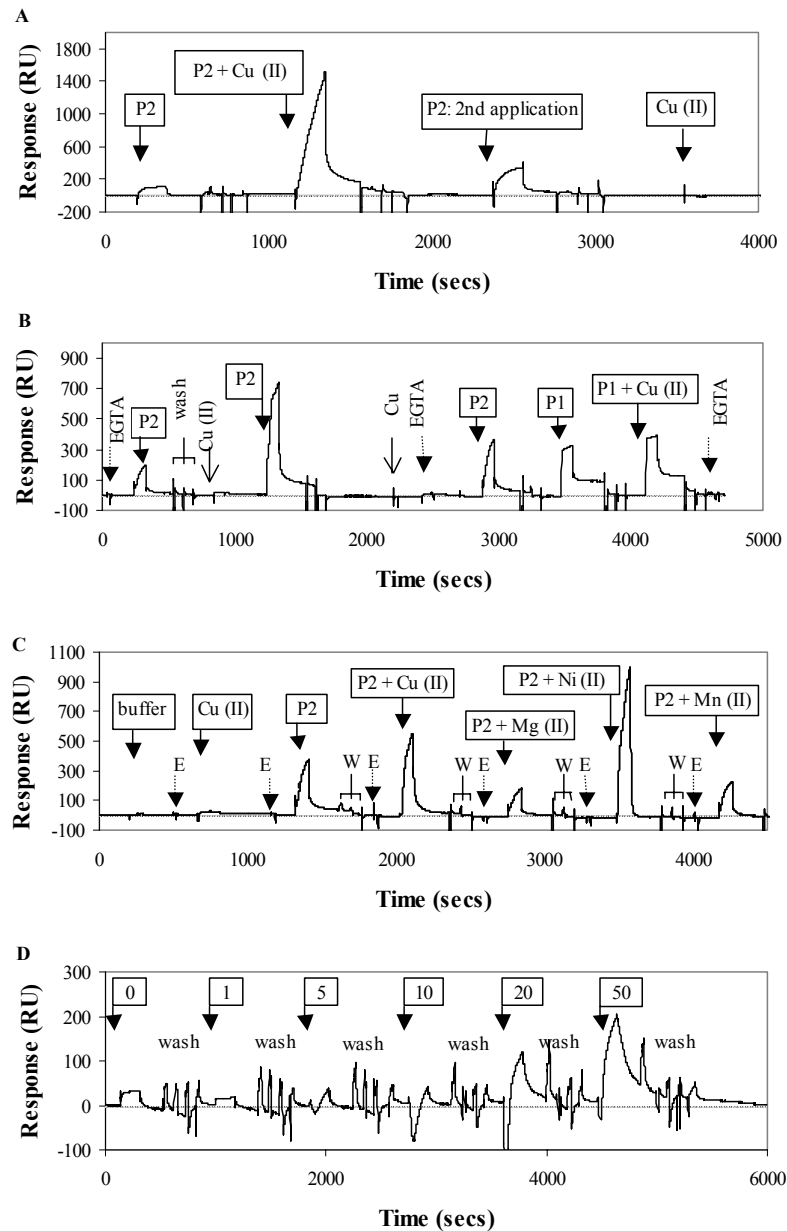 A
Response (RU)
1800
1400
1000
600
200
-200
P2
P2 + Cu (II)
P2: 2nd application
Cu (II)
0 1000 2000 3000 4000
Time (secs)
B
Response (RU)
900
700
500
300
100
-100
EGTA
P2
wash
Cu (II)
P2
Cu
EGTA
P2
P1
P1 + Cu (II)
EGTA
0 1000 2000 3000 4000 5000
Time (secs)
C
Response (RU)
1100
900
700
500
300
100
-100
buffer
E
Cu (II)
E
P2
W
E
P2 + Cu (II)
W
E
P2 + Mg (II)
W
E
P2 + Ni (II)
W
E
P2 + Mn (II)
0 1000 2000 3000 4000
Time (secs)
D
Response (RU)
300
200
100
0
-100
0 1 5 10 20 50
wash wash wash wash wash wash
0 2000 4000 6000
Time (secs)